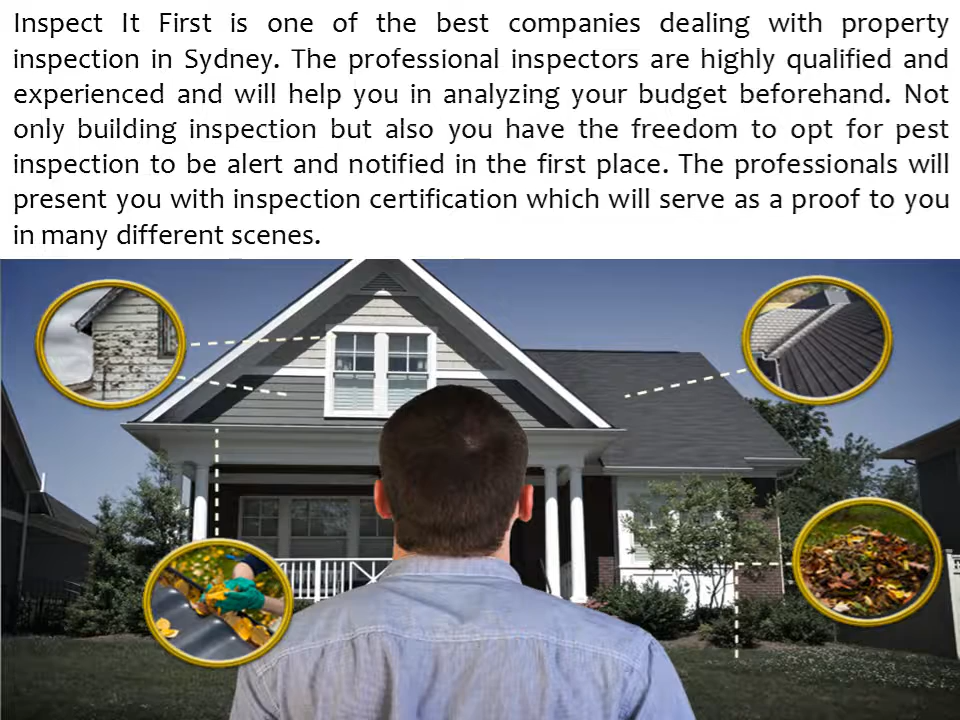 Inspect It First is one of the best companies dealing with property
inspection in Sydney. The professional inspectors are highly qualified and
experienced and will help you in analyzing your budget beforehand. Not
only building inspection but also you have the freedom to opt for pest
inspection to be alert and notified in the first place. The professionals will
present you with inspection certification which will serve as a proof to you
in many different scenes.